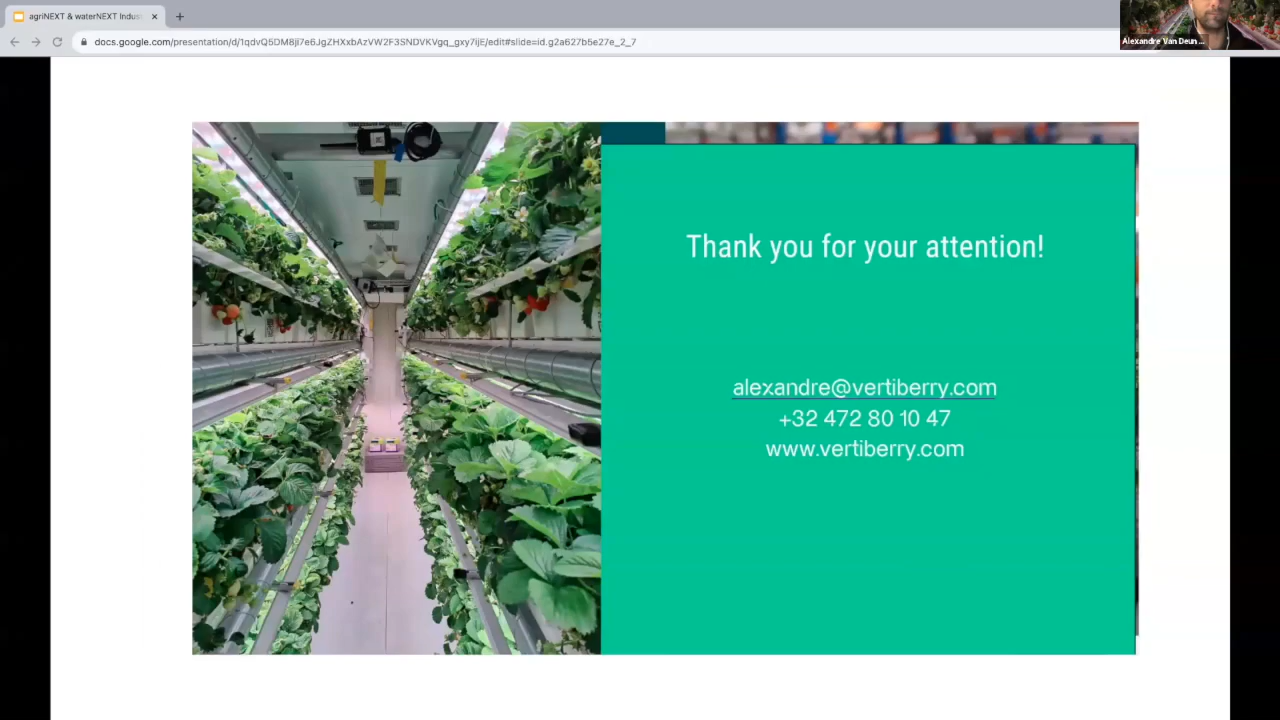 agriNEXT & waterNEXT Indus
docs.google.com/presentation/d/1qdvQ5DM8ji7e6JgZHXxbAzVW2F3SNDVKVgq_gxy7ijE/edit#slide=id.g2a627b5e27e_2_7
Alexandre Van Deun ...
Thank you for your attention!
alexandre@vertiberry.com
+32 472 80 10 47
www.vertiberry.com